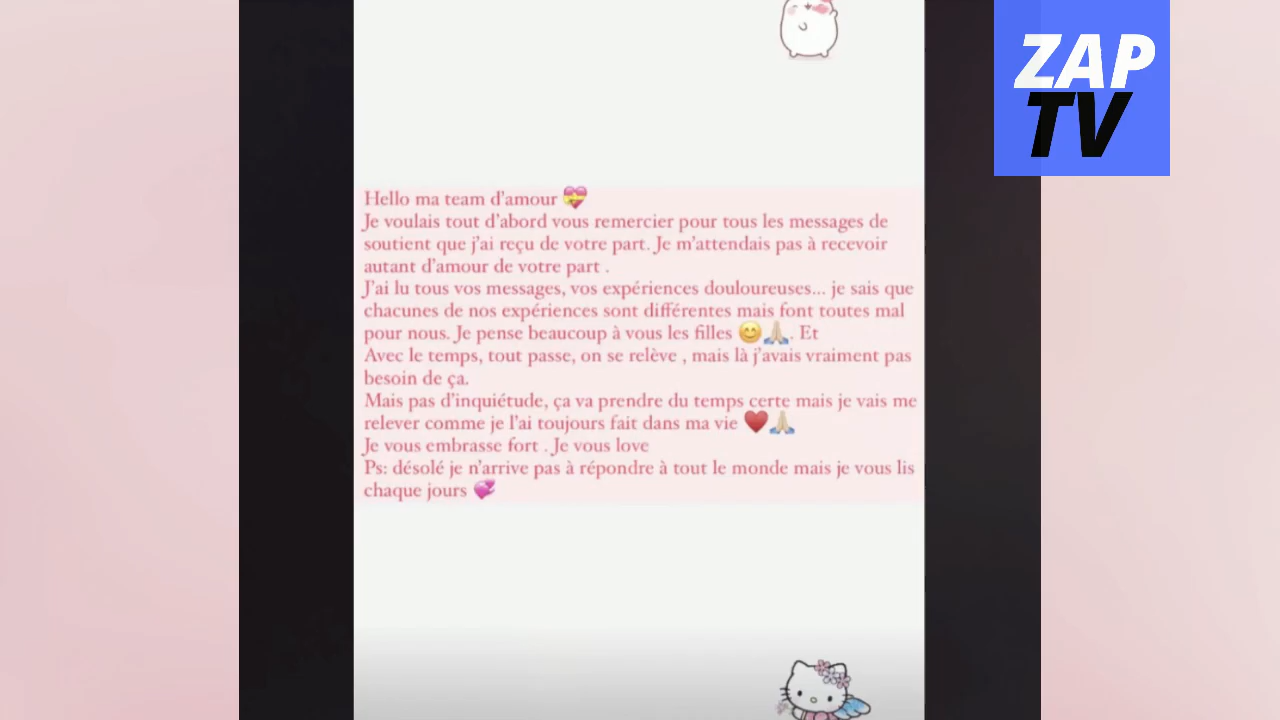 ZAP
TV
Hello ma team d'amour 💝
Je voulais tout d'abord vous remercier pour tous les messages de
soutient que j'ai reçu de votre part. Je m'attendais pas à recevoir
autant d'amour de votre part .
J'ai lu tous vos messages, vos expériences douloureuses... je sais que
chacunes de nos expériences sont différentes mais font toutes mal
pour nous. Je pense beaucoup à vous les filles 😊🙏🏼. Et
Avec le temps, tout passe, on se relève , mais là j'avais vraiment pas
besoin de ça.
Mais pas d'inquiétude, ça va prendre du temps certe mais je vais me
relever comme je l'ai toujours fait dans ma vie ♥️🙏🏼
Je vous embrasse fort . Je vous love
Ps: désolé je n'arrive pas à répondre à tout le monde mais je vous lis
chaque jours 💞